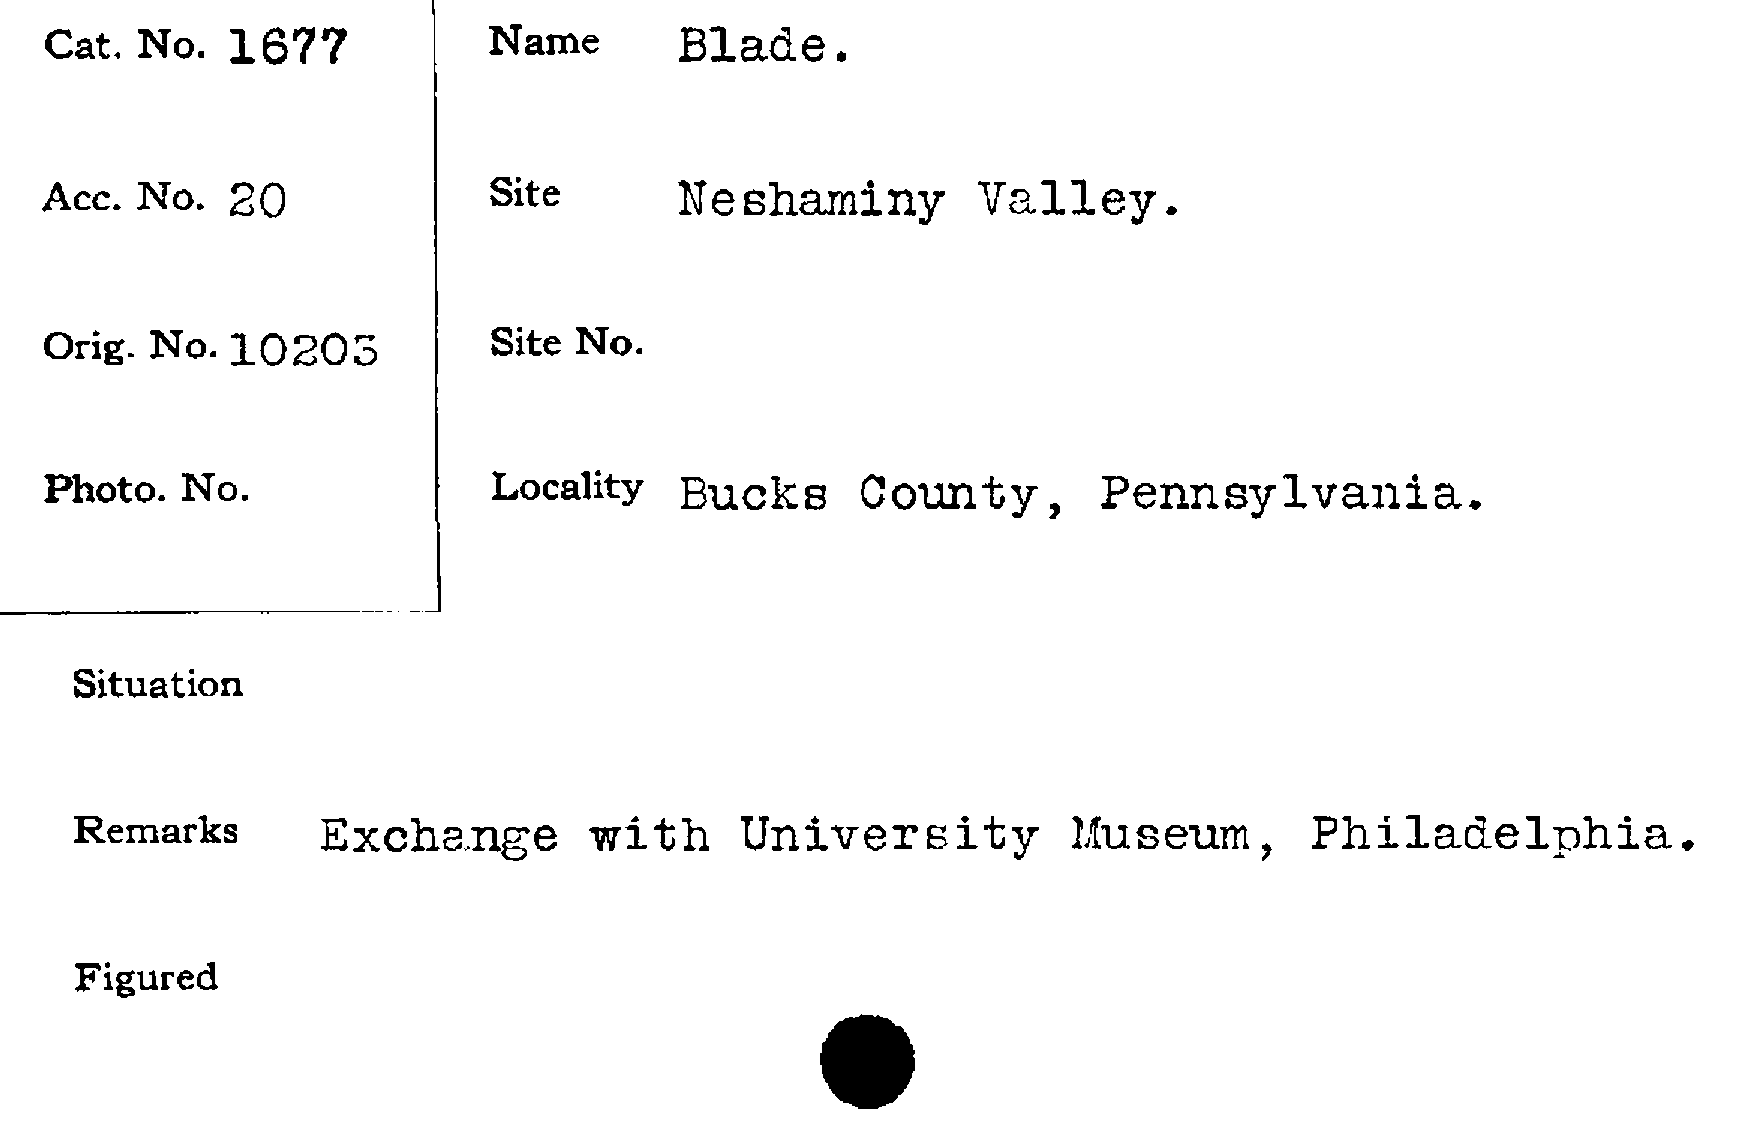 Cat. No. 1677
Name Blade.
Acc. No. 20
Site Neshaminy Valley.
Orig. No. 10203
Site No.
Photo. No.
Locality Bucks County, Pennsylvania.
Situation
Remarks Exchange with University Museum, Philadelphia.
Figured